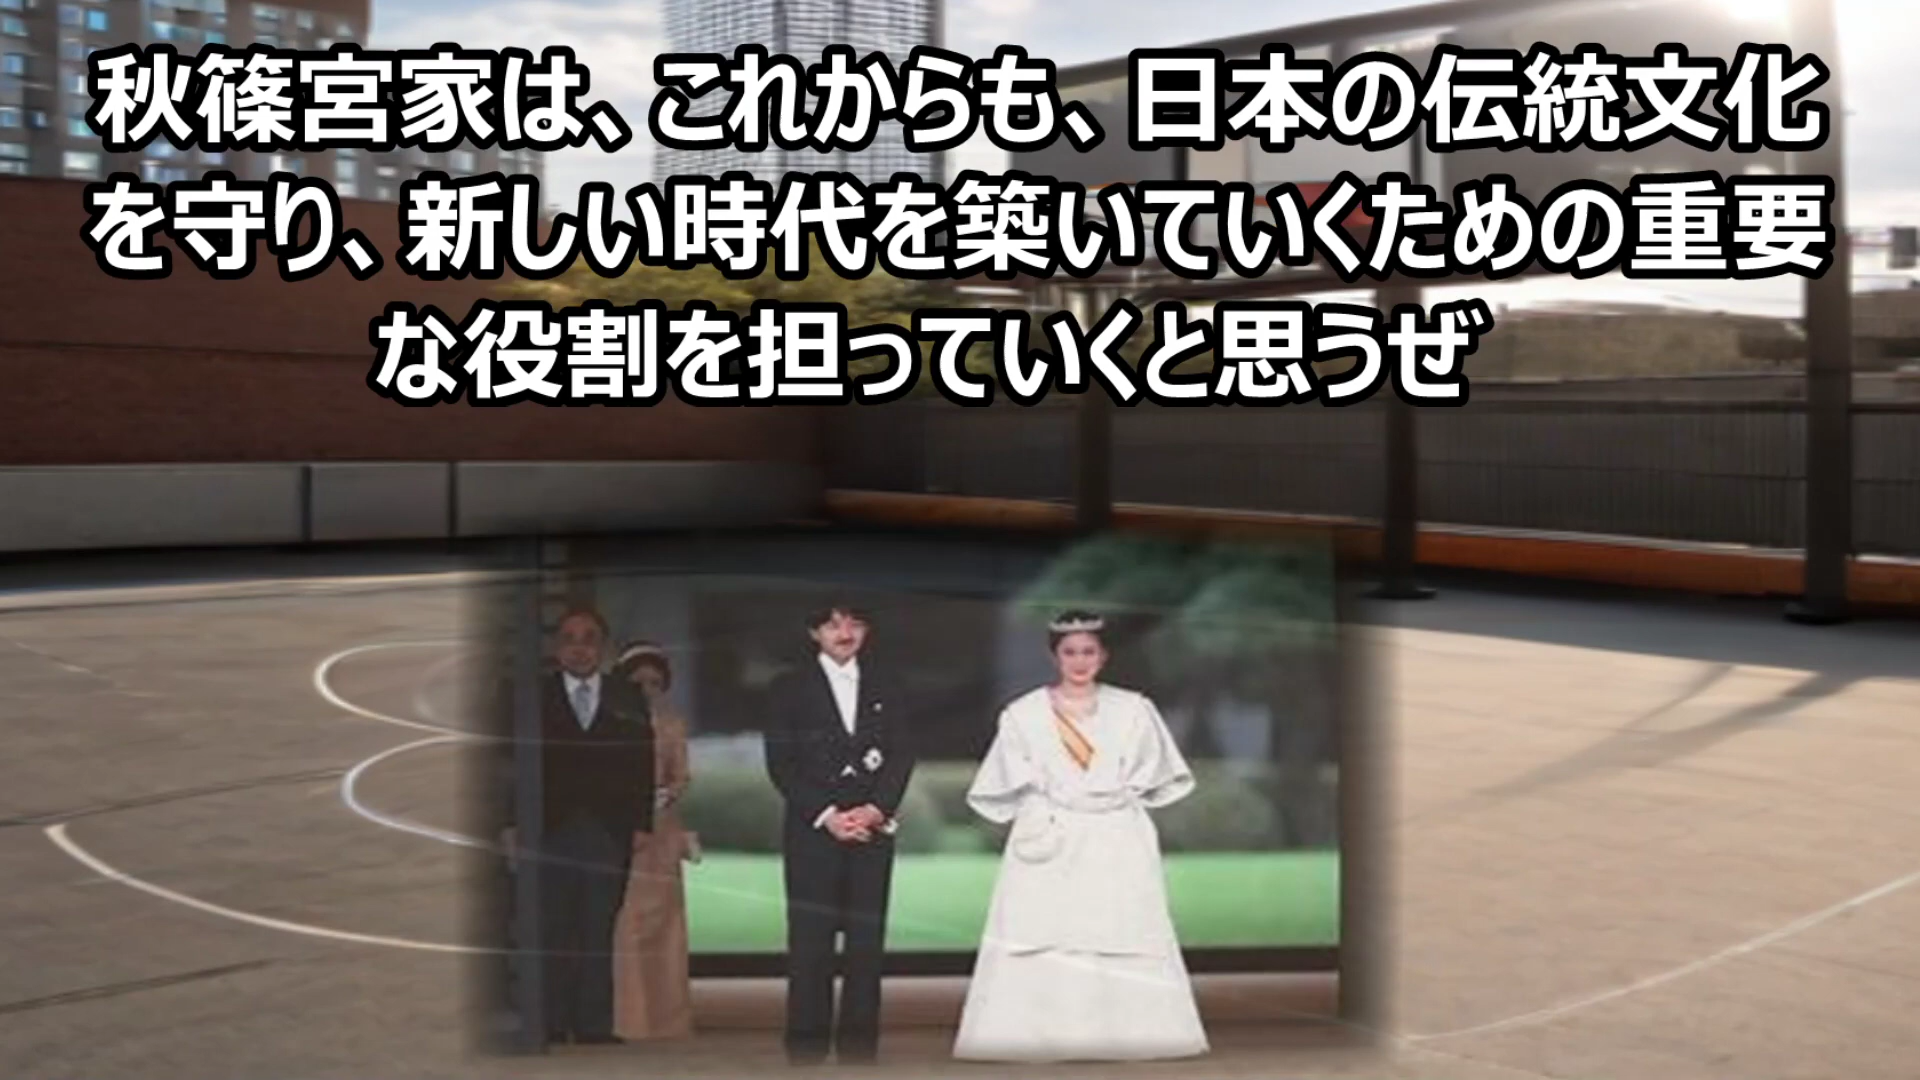 秋篠宮家は、これからも、日本の伝統文化
を守り、新しい時代を築いていくための重要
な役割を担っていくと思うぜ